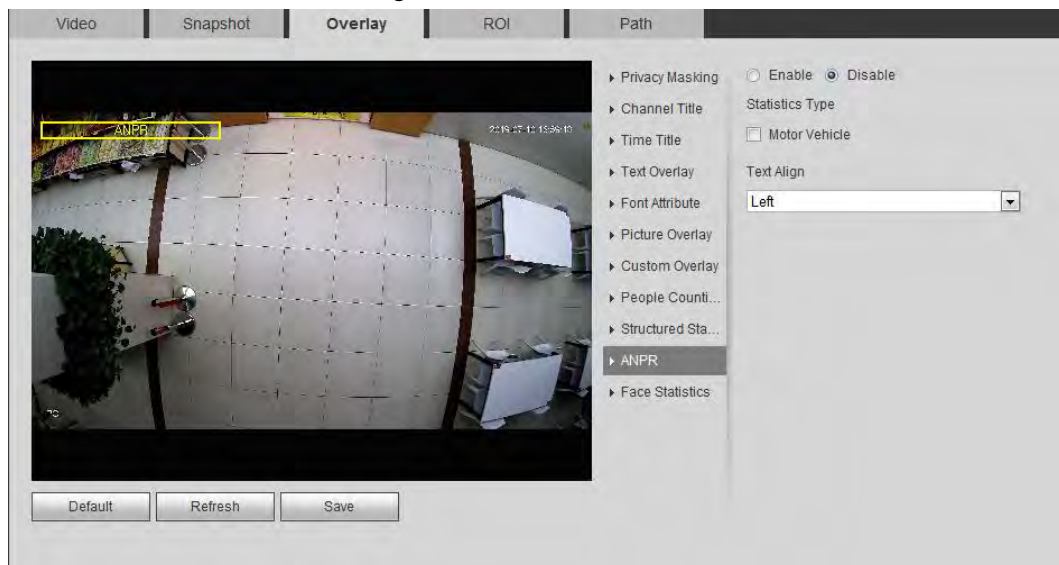 Video Snapshot Overlay ROI Path
Privacy Masking
Channel Title
Time Title
Text Overlay
Font Attribute
Picture Overlay
Custom Overlay
People Counti...
Structured Sta...
ANPR
Face Statistics
Enable Disable
Statistics Type
Motor Vehicle
Text Align
Left
ANPR
Default Refresh Save